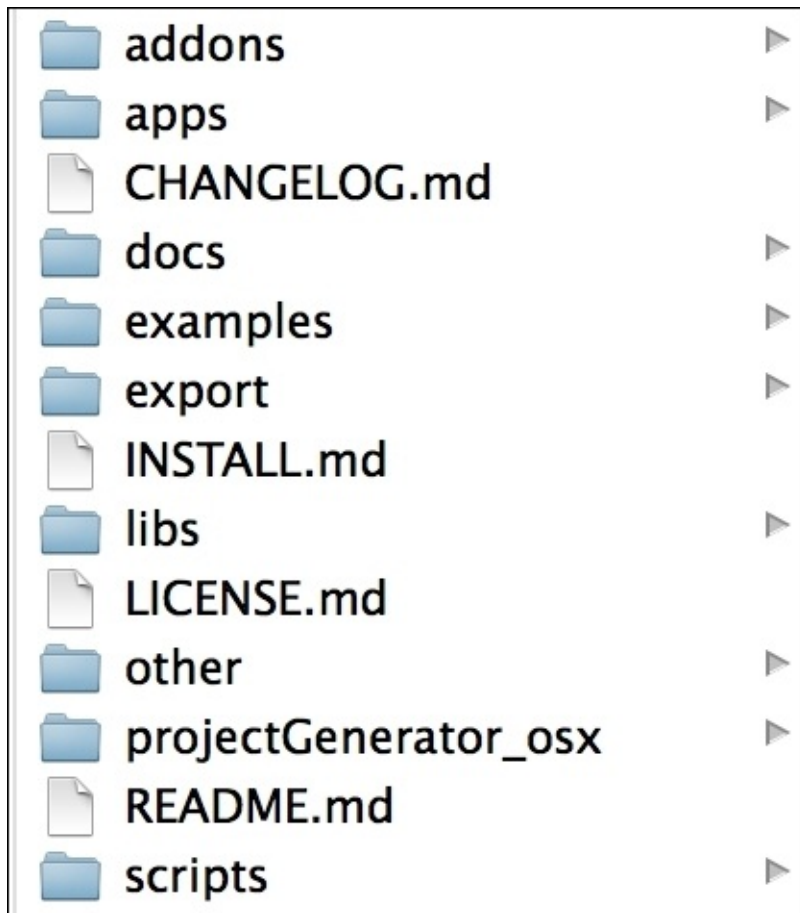 addons
apps
CHANGELOG.md
docs
examples
export
INSTALL.md
libs
LICENSE.md
other
projectGenerator_osx
README.md
scripts